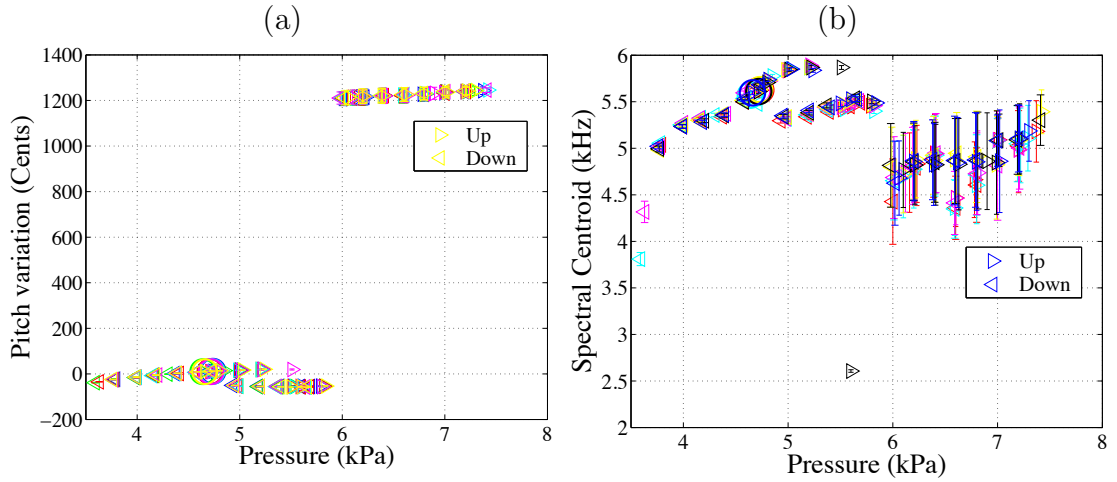 (a)
1400
1200
1000
800
600
400
200
0
−200
4
5
6
7
8
Pitch variation (Cents)
Pressure (kPa)
Up
Down
(b)
6
5.5
5
4.5
4
3.5
3
2.5
2
4
5
6
7
8
Spectral Centroid (kHz)
Pressure (kPa)
Up
Down